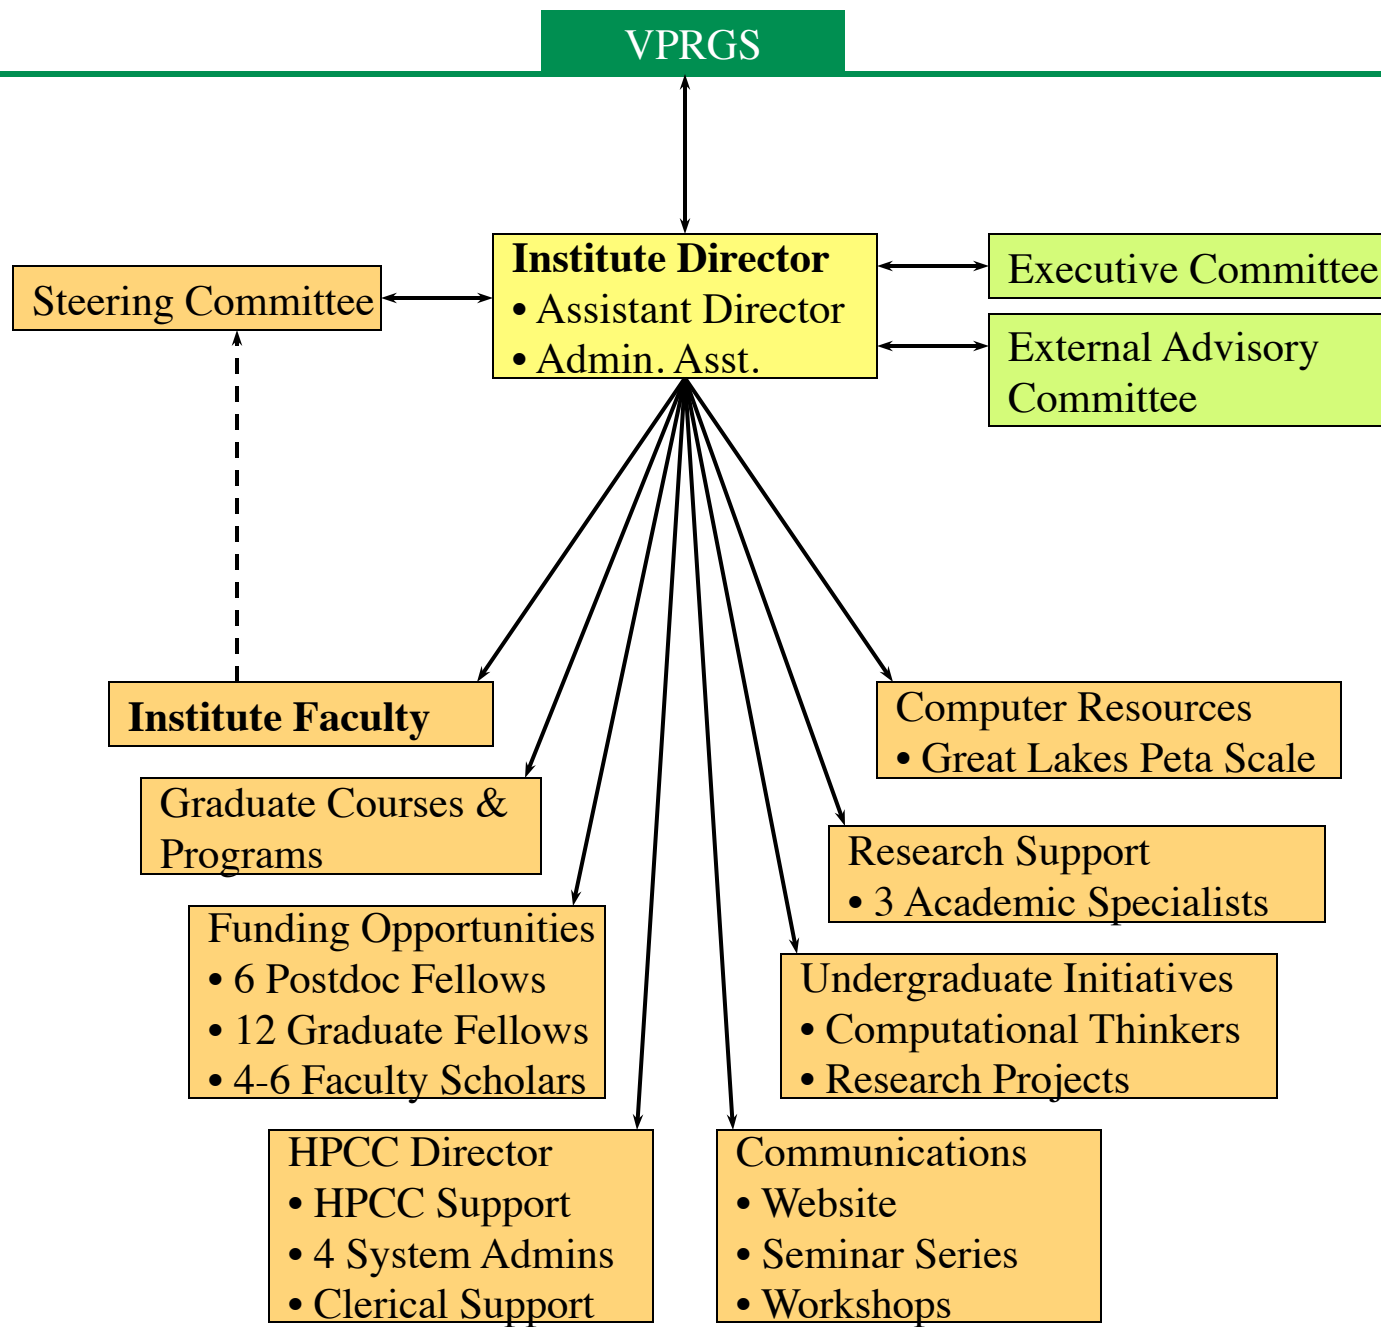 VPRGS
Steering Committee
Institute Director
• Assistant Director
• Admin. Asst.
Executive Committee
External Advisory
Committee
Institute Faculty
Graduate Courses &
Programs
Funding Opportunities
• 6 Postdoc Fellows
• 12 Graduate Fellows
• 4-6 Faculty Scholars
HPCC Director
• HPCC Support
• 4 System Admins
• Clerical Support
Computer Resources
• Great Lakes Peta Scale
Research Support
• 3 Academic Specialists
Undergraduate Initiatives
• Computational Thinkers
• Research Projects
Communications
• Website
• Seminar Series
• Workshops